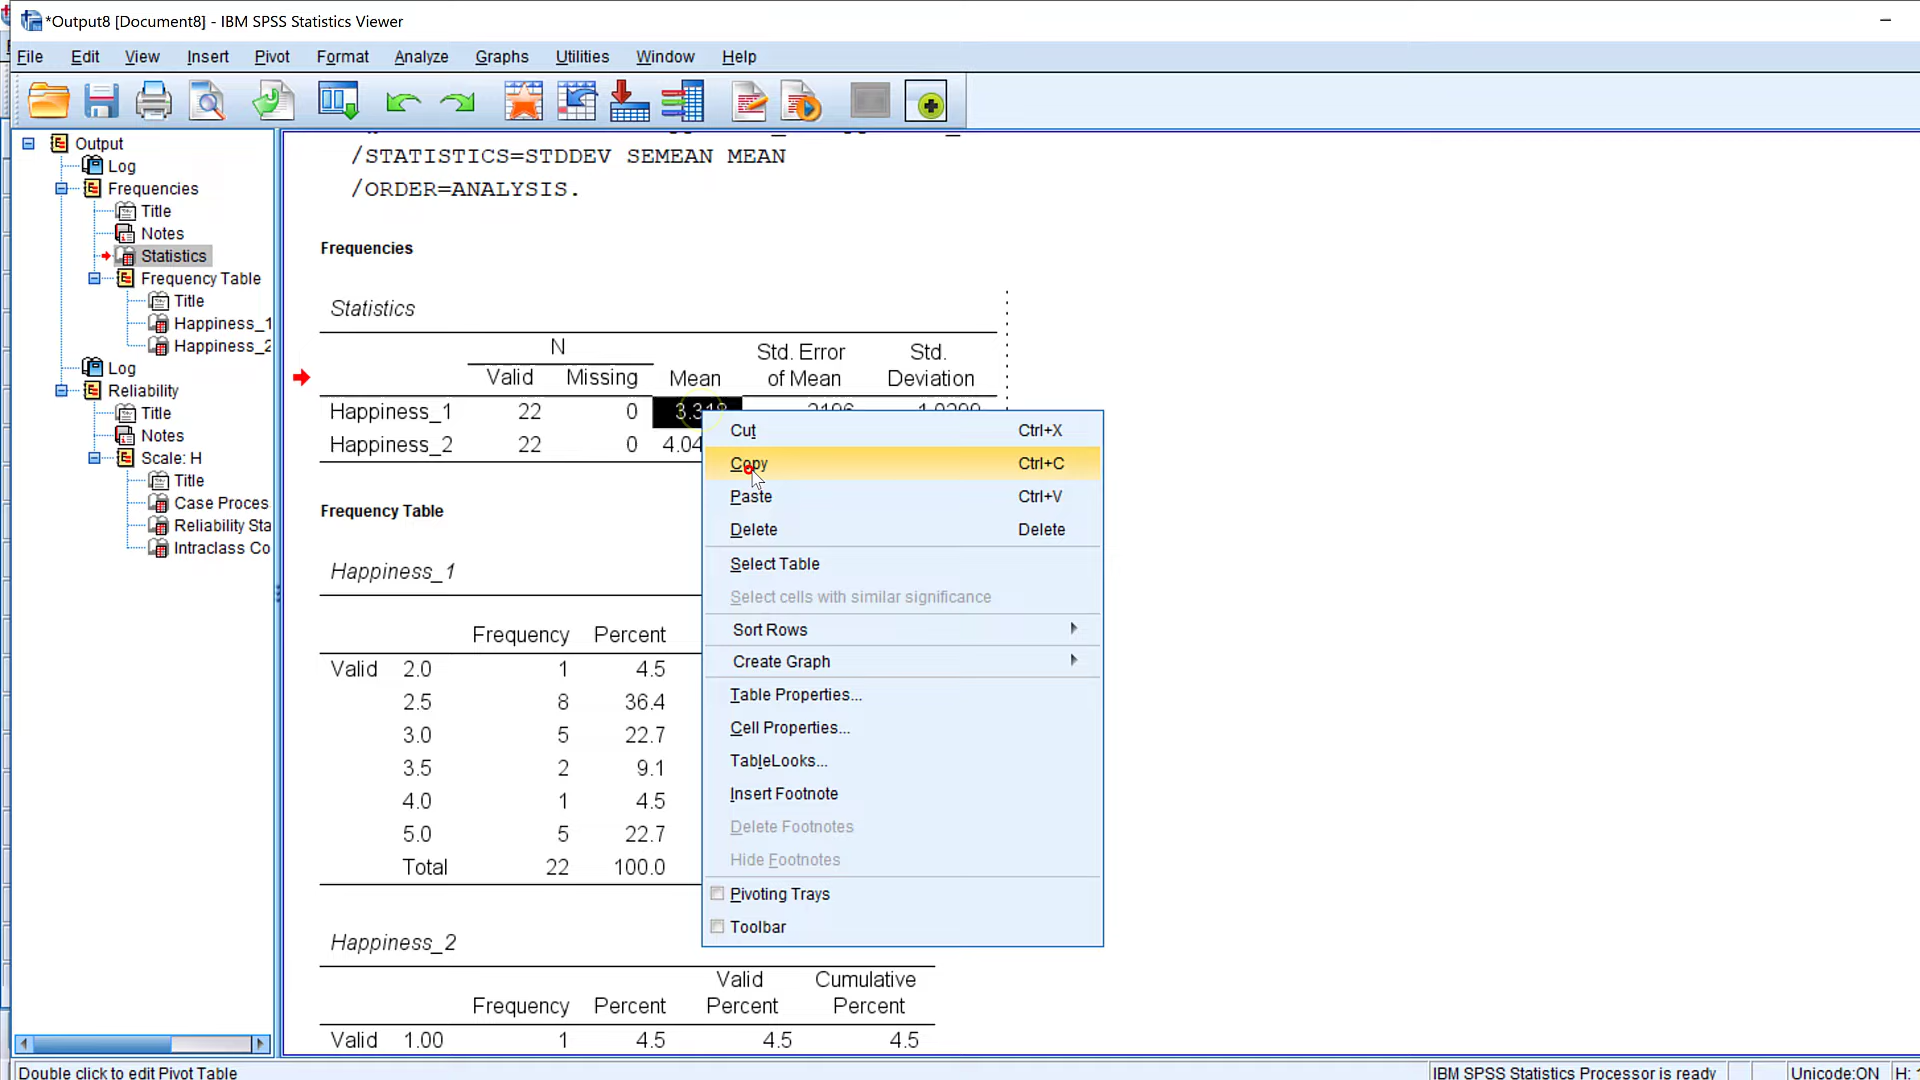 *Output8 [Document8] - IBM SPSS Statistics Viewer
File Edit View Insert Pivot Format Analyze Graphs Utilities Window Help
Output
Log
Frequencies
Title
Notes
Statistics
Frequency Table
Title
Happiness_1
Happiness_2
Log
Reliability
Title
Notes
Scale: H
Title
Case Proces
Reliability Sta
Intraclass Co
/STATISTICS=STDDEV SEMEAN MEAN
/ORDER=ANALYSIS.
Frequencies
Statistics
N
Valid Missing Mean Std. Error of Mean Std. Deviation
Happiness_1 22 0 3.318 .2196 1.0299
Happiness_2 22 0 4.04
Frequency Table
Happiness_1
Frequency Percent
Valid 2.0 1 4.5
2.5 8 36.4
3.0 5 22.7
3.5 2 9.1
4.0 1 4.5
5.0 5 22.7
Total 22 100.0
Happiness_2
Frequency Percent Valid Percent Cumulative Percent
Valid 1.00 1 4.5 4.5 4.5
Cut Ctrl+X
Copy Ctrl+C
Paste Ctrl+V
Delete Delete
Select Table
Select cells with similar significance
Sort Rows
Create Graph
Table Properties...
Cell Properties...
TableLooks...
Insert Footnote
Delete Footnotes
Hide Footnotes
Pivoting Trays
Toolbar
Double click to edit Pivot Table
IBM SPSS Statistics Processor is ready
Unicode:ON
H: